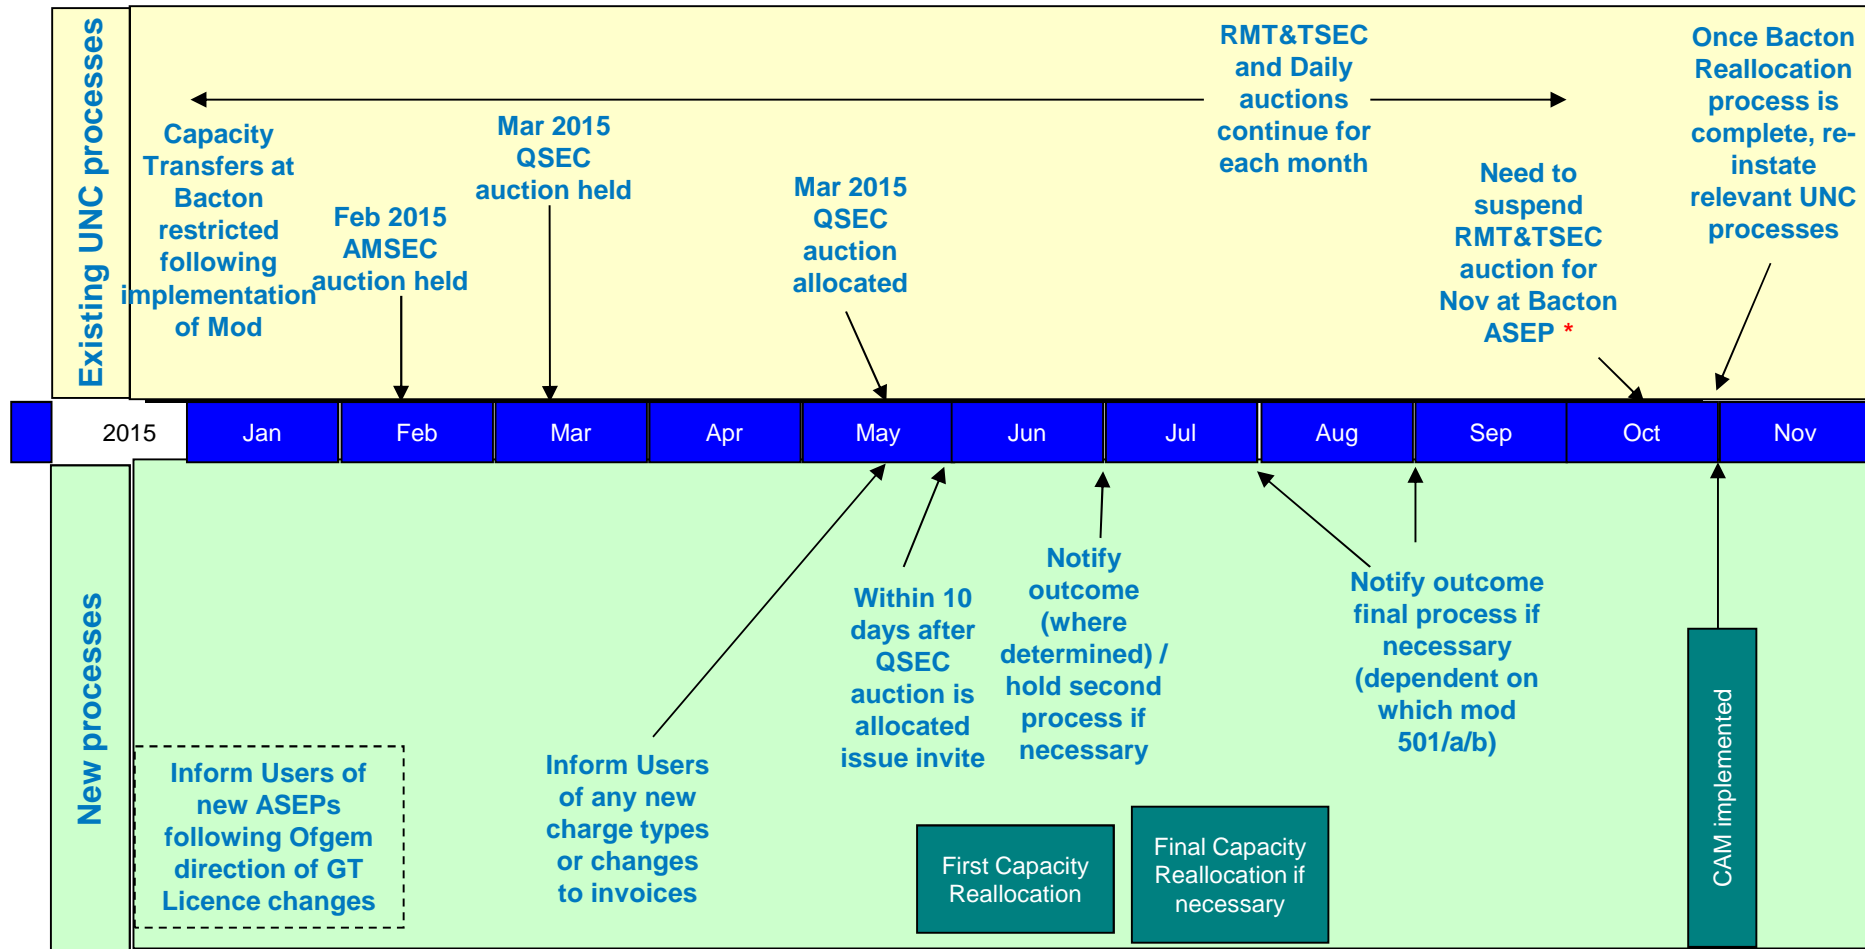 Existing UNC processes
Capacity
Transfers at
Bacton
restricted
following
implementation
of Mod
Feb 2015
AMSEC
auction held
Mar 2015
QSEC
auction held
Mar 2015
QSEC
auction
allocated
RMT&TSEC
and Daily
auctions
continue for
each month
Need to
suspend
RMT&TSEC
auction for
Nov at Bacton
ASEP *
Once Bacton
Reallocation
process is
complete, re-
instate
relevant UNC
processes
2015 Jan Feb Mar Apr May Jun Jul Aug Sep Oct Nov
New processes
Inform Users of
new ASEPs
following Ofgem
direction of GT
Licence changes
Inform Users
of any new
charge types
or changes
to invoices
Within 10
days after
QSEC
auction is
allocated
issue invite
Notify
outcome
(where
determined) /
hold second
process if
necessary
Notify outcome
final process if
necessary
(dependent on
which mod
501/a/b)
First Capacity
Reallocation
Final Capacity
Reallocation if
necessary
CAM implemented